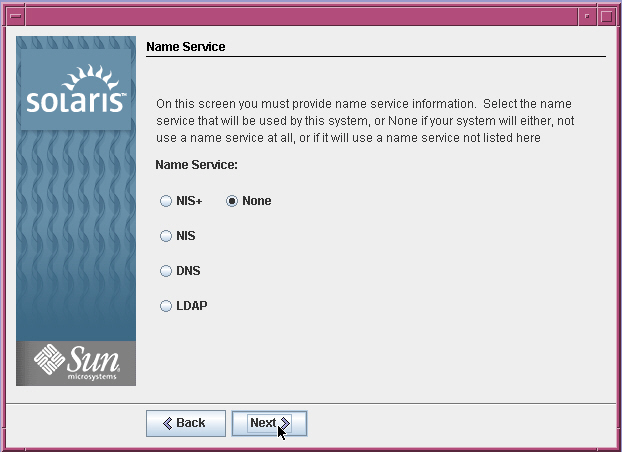 Name Service
solaris™
On this screen you must provide name service information. Select the name
service that will be used by this system, or None if your system will either, not
use a name service at all, or if it will use a name service not listed here
Name Service:
NIS+ None
NIS
DNS
LDAP
Sun
microsystems
Back Next